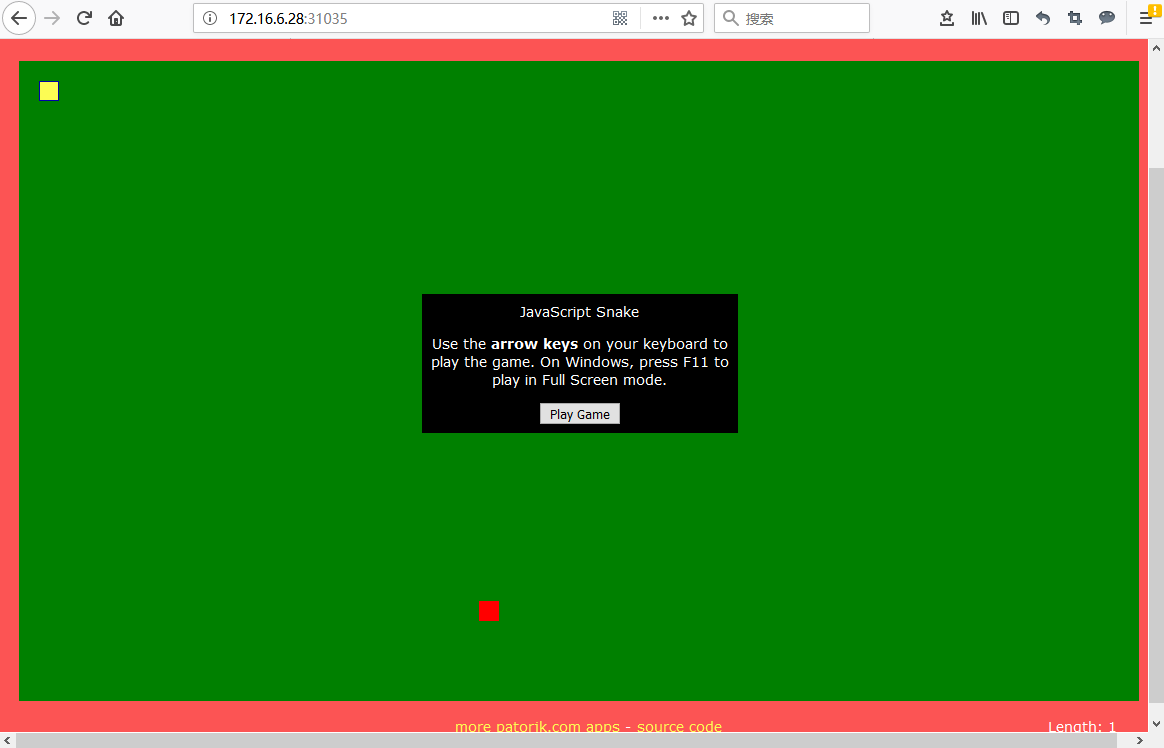 172.16.6.28:31035
搜索
JavaScript Snake
Use the arrow keys on your keyboard to
play the game. On Windows, press F11 to
play in Full Screen mode.
Play Game
more patorjk.com apps - source code
Length: 1